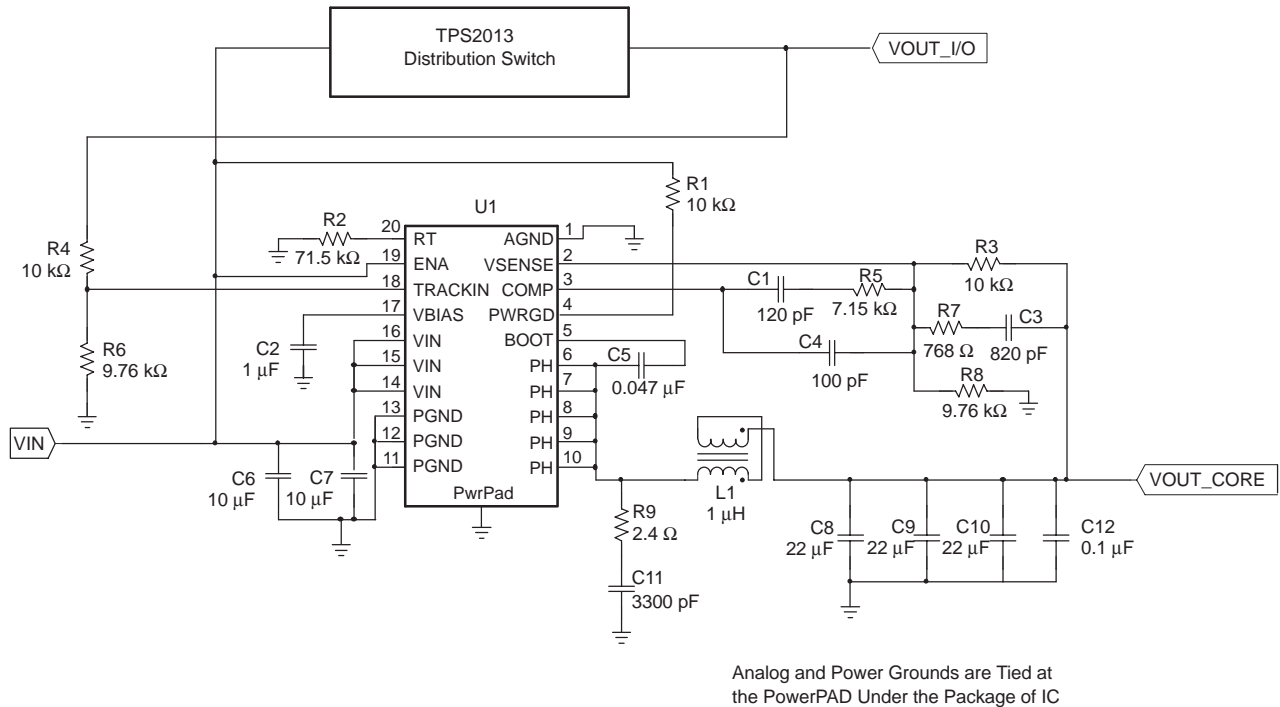 TPS2013
Distribution Switch
VOUT_I/O
R1
10 kΩ
U1
R2
71.5 kΩ
R4
10 kΩ
R6
9.76 kΩ
20 RT
19 ENA
18 TRACKIN
17 VBIAS
16 VIN
15 VIN
14 VIN
13 PGND
12 PGND
11 PGND
AGND 1
VSENSE 2
COMP 3
PWRGD 4
BOOT 5
PH 6
PH 7
PH 8
PH 9
PH 10
PwrPad
C2
1 µF
C1
120 pF
R5
7.15 kΩ
R3
10 kΩ
R7
768 Ω
C3
820 pF
C4
100 pF
R8
9.76 kΩ
C5
0.047 µF
VIN
C6
10 µF
C7
10 µF
L1
1 µH
R9
2.4 Ω
C11
3300 pF
VOUT_CORE
C8
22 µF
C9
22 µF
C10
22 µF
C12
0.1 µF
Analog and Power Grounds are Tied at
the PowerPAD Under the Package of IC